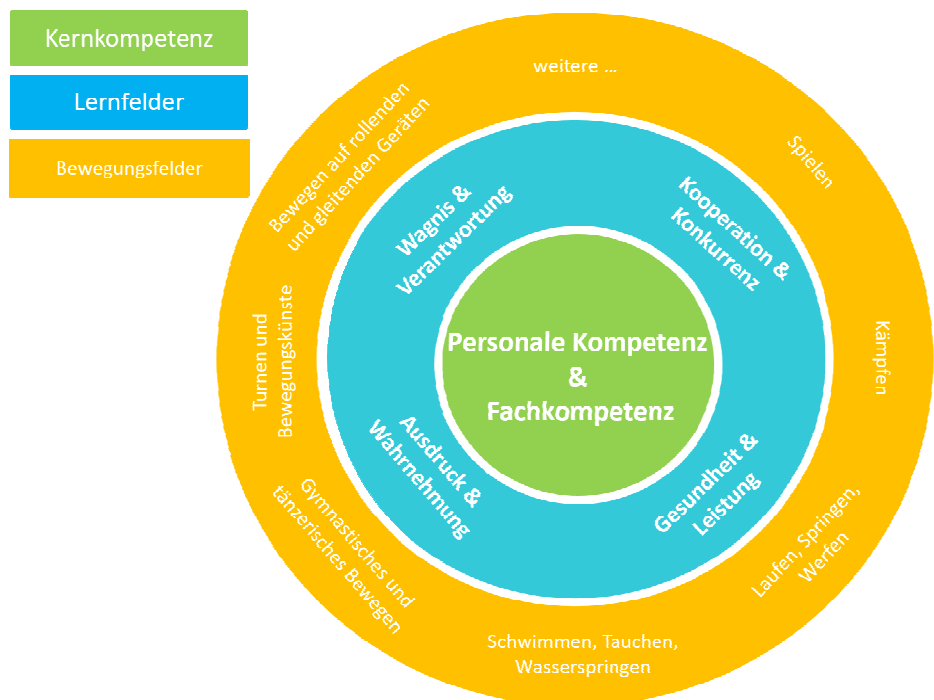 Kernkompetenz
Lernfelder
Bewegungsfelder
weitere ...
Spielen
Kämpfen
Laufen, Springen,
Werfen
Schwimmen, Tauchen,
Wasserspringen
Gymnastisches und
tänzerisches Bewegen
Turnen und
Bewegungskünste
Bewegen auf rollenden
und gleitenden Geräten
Wagnis &
Verantwortung
Kooperation &
Konkurrenz
Gesundheit &
Leistung
Ausdruck &
Wahrnehmung
Personale Kompetenz
&
Fachkompetenz